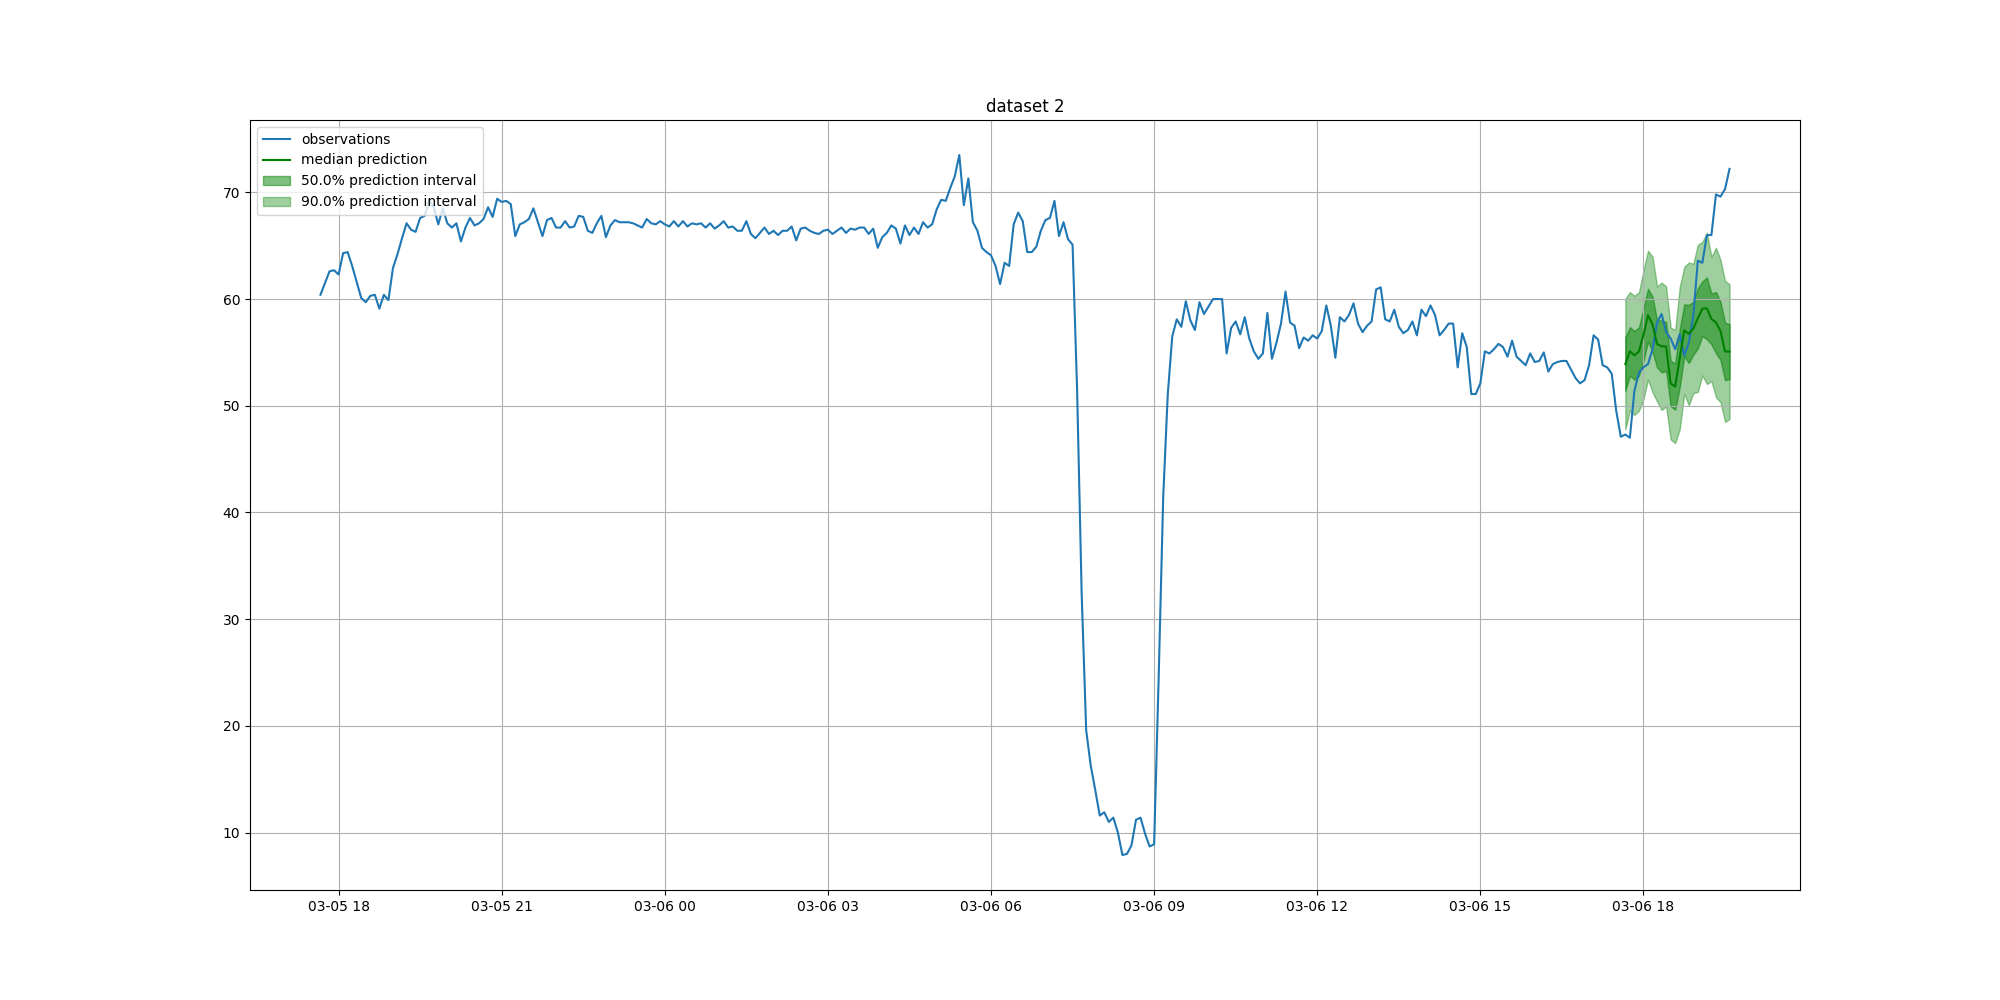 dataset 2
observations
median prediction
50.0% prediction interval
90.0% prediction interval
70
60
50
40
30
20
10
03-05 18 03-05 21 03-06 00 03-06 03 03-06 06 03-06 09 03-06 12 03-06 15 03-06 18